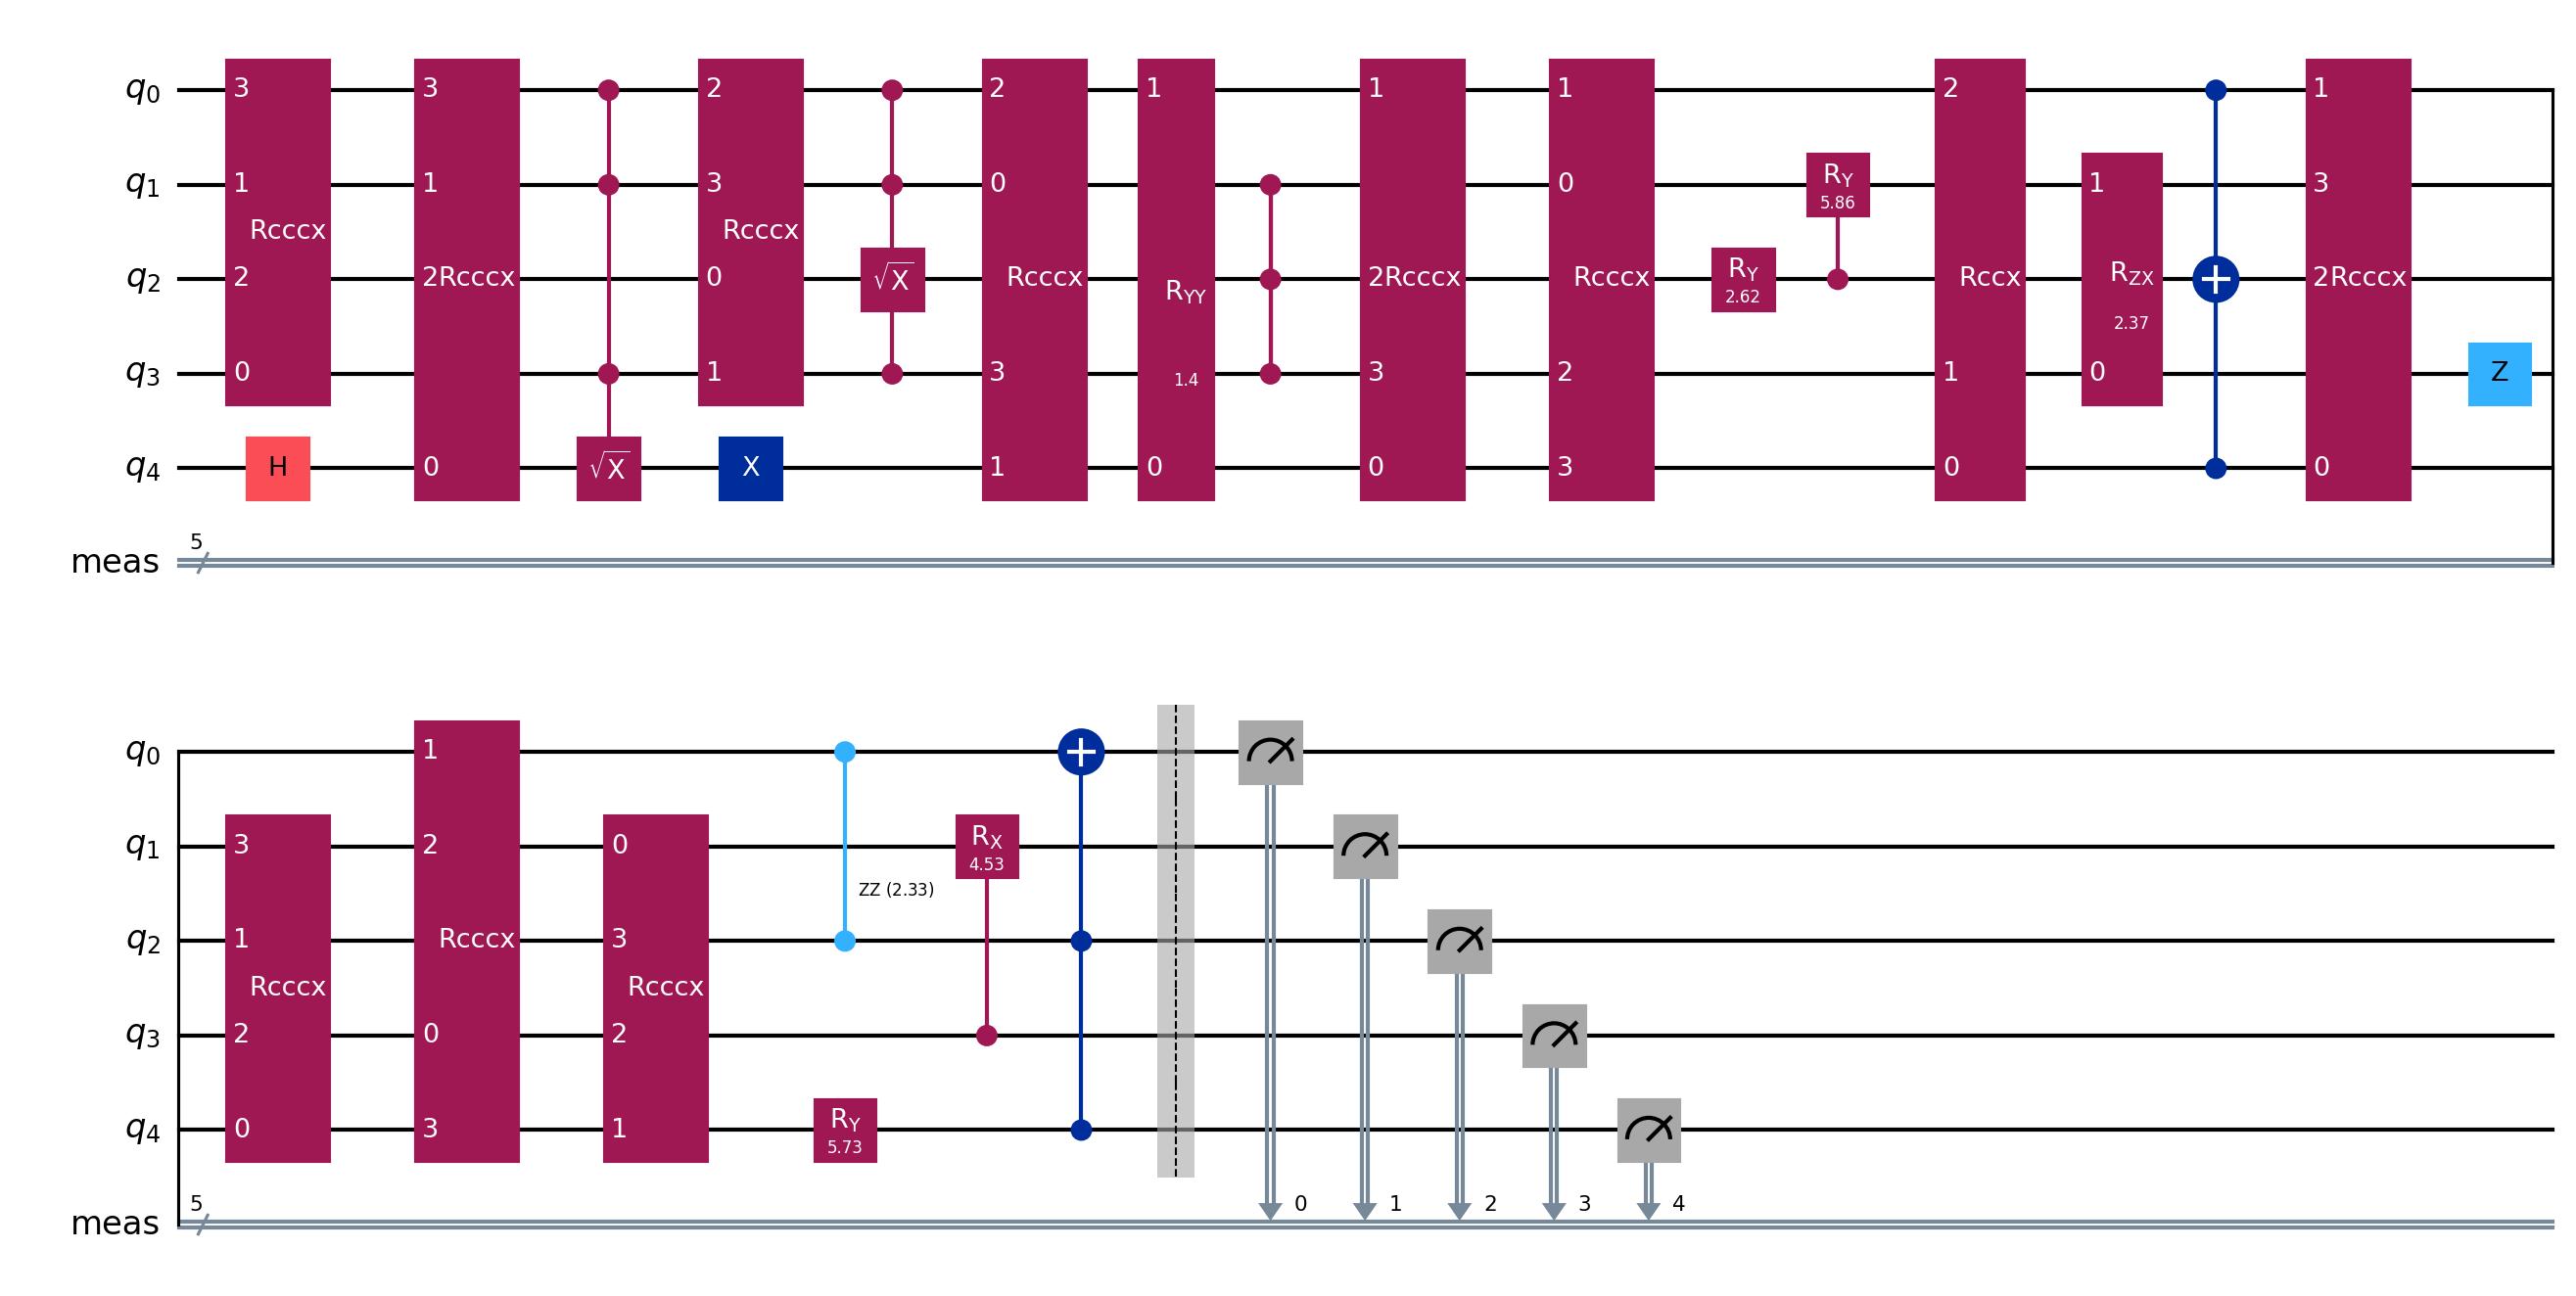 q0 3 3 2 2 1 1 1 2 1
q1 1 1 3 0 0 RY 5.86 1 3
Rcccx Rcccx
q2 2 2Rcccx 0 √X Rcccx RYY 2Rcccx Rcccx RY 2.62 Rccx RZX 2Rcccx
2.37
q3 0 1 3 1.4 3 2 1 0 Z
q4 H 0 √X X 1 0 0 3 0 0
meas 5
q0 1
q1 3 2 0 RX 4.53
ZZ (2.33)
q2 1 Rcccx 3
Rcccx Rcccx
q3 2 0 2
q4 0 3 1 RY 5.73
meas 5 0 1 2 3 4